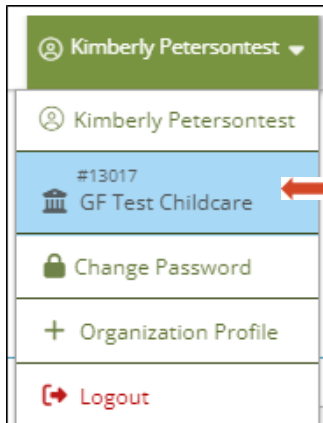 Kimberly Petersontest
Kimberly Petersontest
#13017
GF Test Childcare
Change Password
Organization Profile
Logout